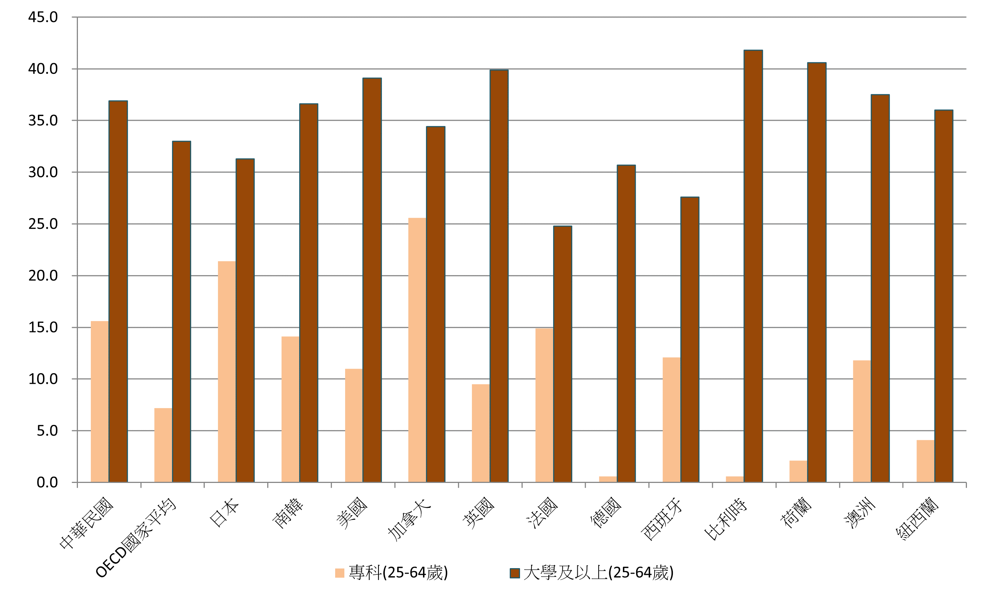 45.0
40.0
35.0
30.0
25.0
20.0
15.0
10.0
5.0
0.0
中華民國
OECD國家平均
日本
南韓
美國
加拿大
英國
法國
德國
西班牙
比利時
荷蘭
澳洲
紐西蘭
專科(25-64歲)
大學及以上(25-64歲)